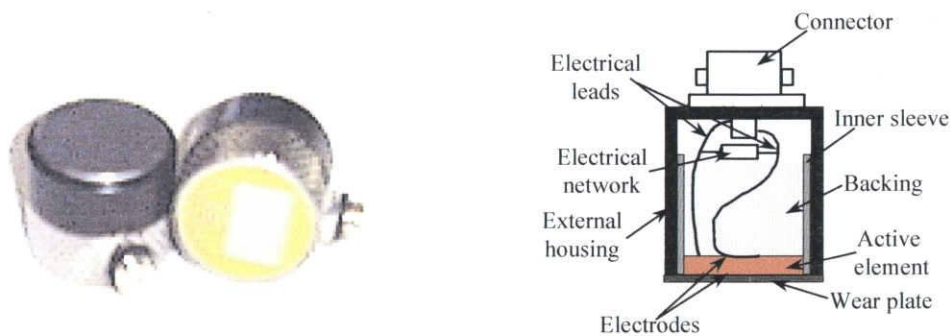 Connector
Electrical
leads
Inner sleeve
Electrical
network
Backing
External
housing
Active
element
Wear plate
Electrodes